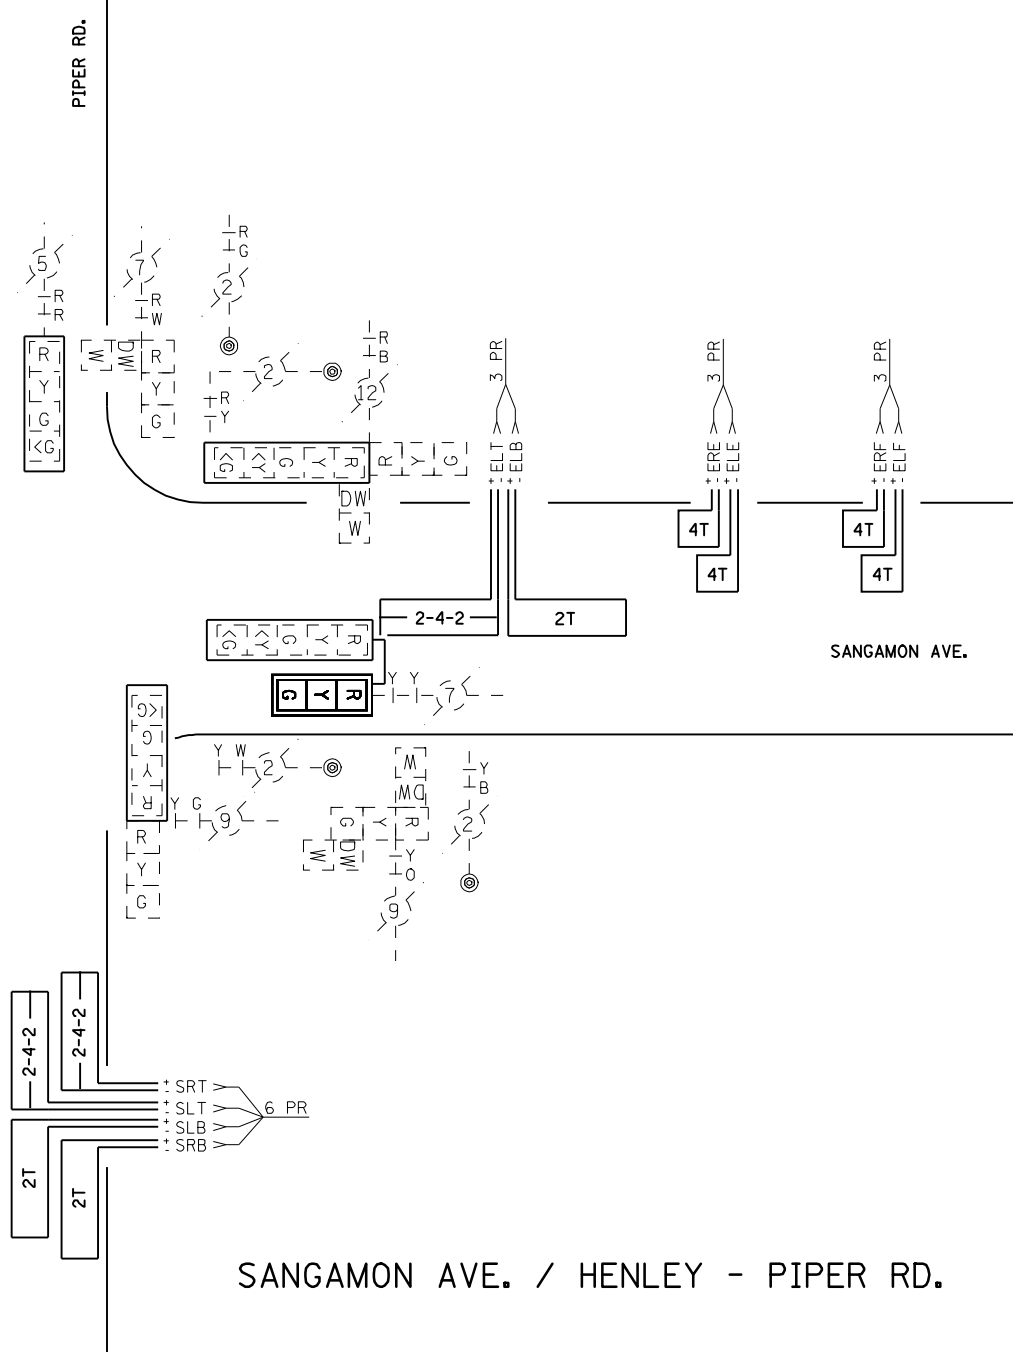 PIPER RD.
R
G
5
7
2
R
R
R
W
R
Y
G
<G
W
DW
R
Y
G
2
R
Y
R
B
12
3 PR
3 PR
3 PR
<G
<Y
G
Y
R
R
Y
G
DW
W
+ ELT
- 
+ ELB
-
+ ERE
-
+ ELE
-
+ ERF
-
+ ELF
-
4T
4T
4T
4T
2-4-2
2T
<G
<Y
G
Y
R
SANGAMON AVE.
G
Y
R
Y Y
7
<G
G
Y
R
Y W
2
W
DW
Y
B
Y G
9
G
Y
R
2
R
Y
G
W
DW
Y
O
9
2-4-2
2-4-2
+ SRT
-
+ SLT
-
+ SLB
-
+ SRB
-
6 PR
2T
2T
SANGAMON AVE. / HENLEY - PIPER RD.